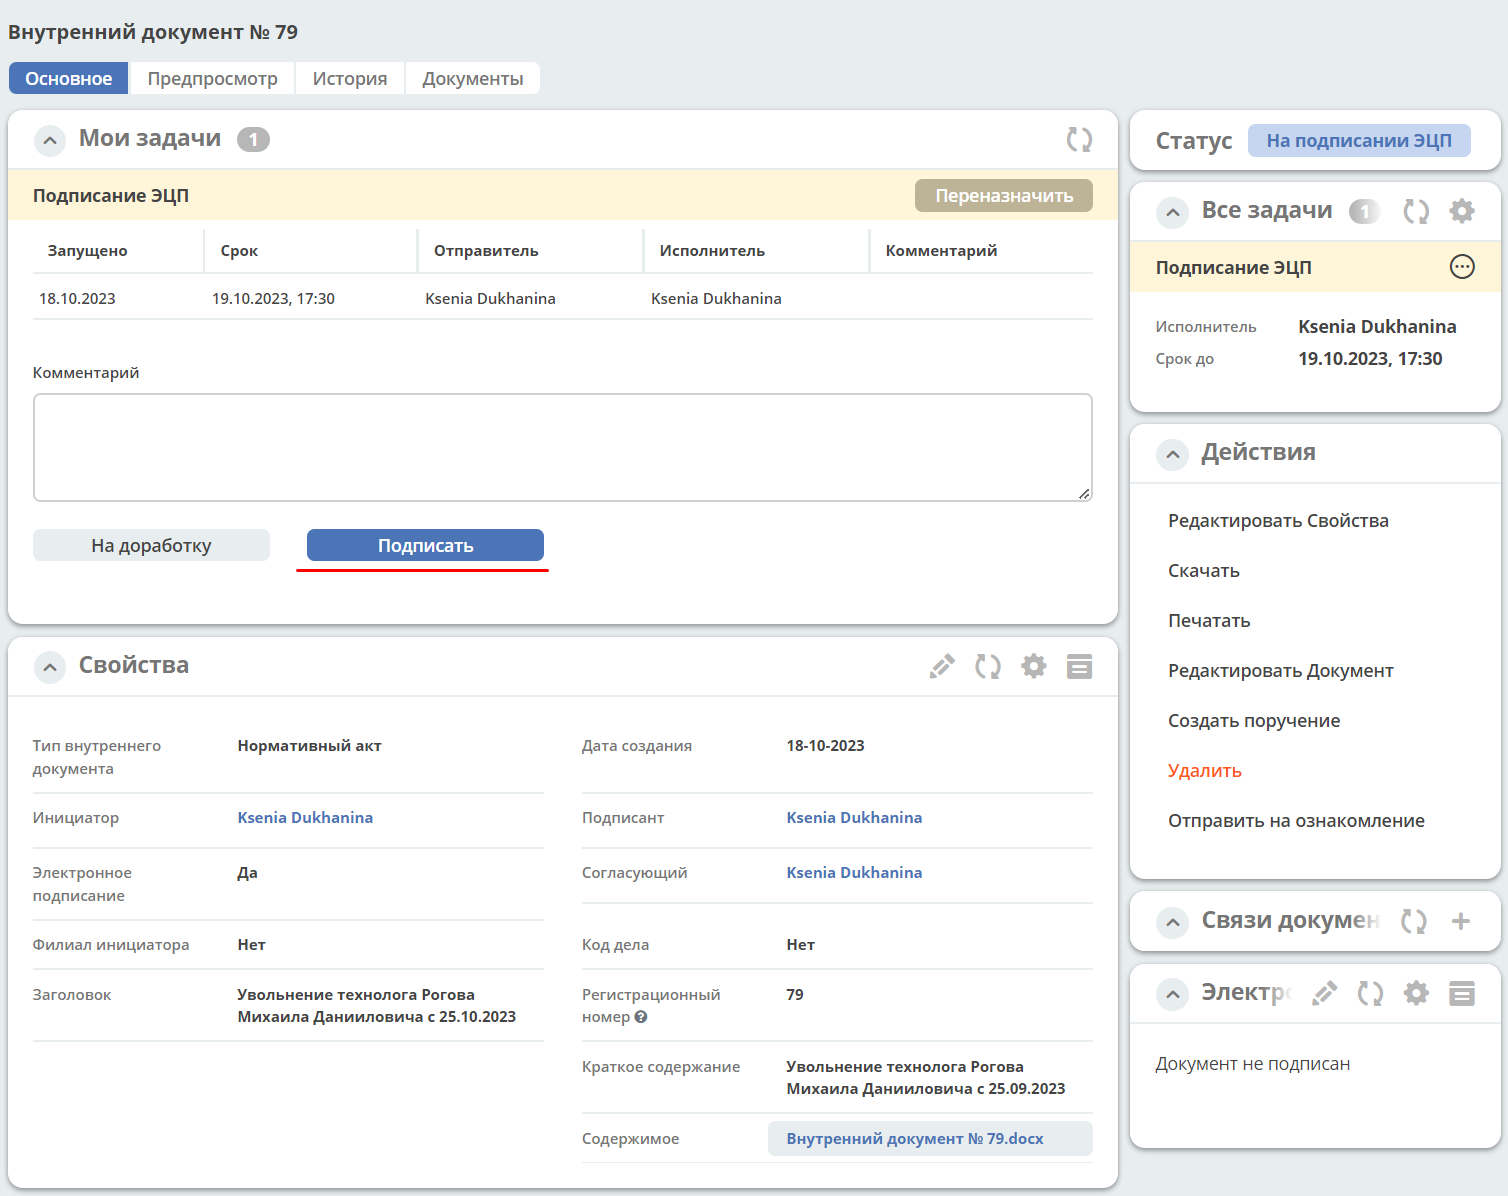 Внутренний документ № 79
Основное
Предпросмотр
История
Документы
Мои задачи 1
Подписание ЭЦП
Переназначить
Запущено Срок Отправитель Исполнитель Комментарий
18.10.2023 19.10.2023, 17:30 Ksenia Dukhanina Ksenia Dukhanina
Комментарий
На доработку
Подписать
Свойства
Тип внутреннего
документа
Нормативный акт
Дата создания
18-10-2023
Инициатор
Ksenia Dukhanina
Подписант
Ksenia Dukhanina
Электронное
подписание
Да
Согласующий
Ksenia Dukhanina
Филиал инициатора
Нет
Код дела
Нет
Заголовок
Увольнение технолога Рогова
Михаила Данииловича с 25.10.2023
Регистрационный
номер
79
Краткое содержание
Увольнение технолога Рогова
Михаила Данииловича с 25.09.2023
Содержимое
Внутренний документ № 79.docx
Статус
На подписании ЭЦП
Все задачи 1
Подписание ЭЦП
Исполнитель
Ksenia Dukhanina
Срок до
19.10.2023, 17:30
Действия
Редактировать Свойства
Скачать
Печатать
Редактировать Документ
Создать поручение
Удалить
Отправить на ознакомление
Связи докумен
Электро
Документ не подписан